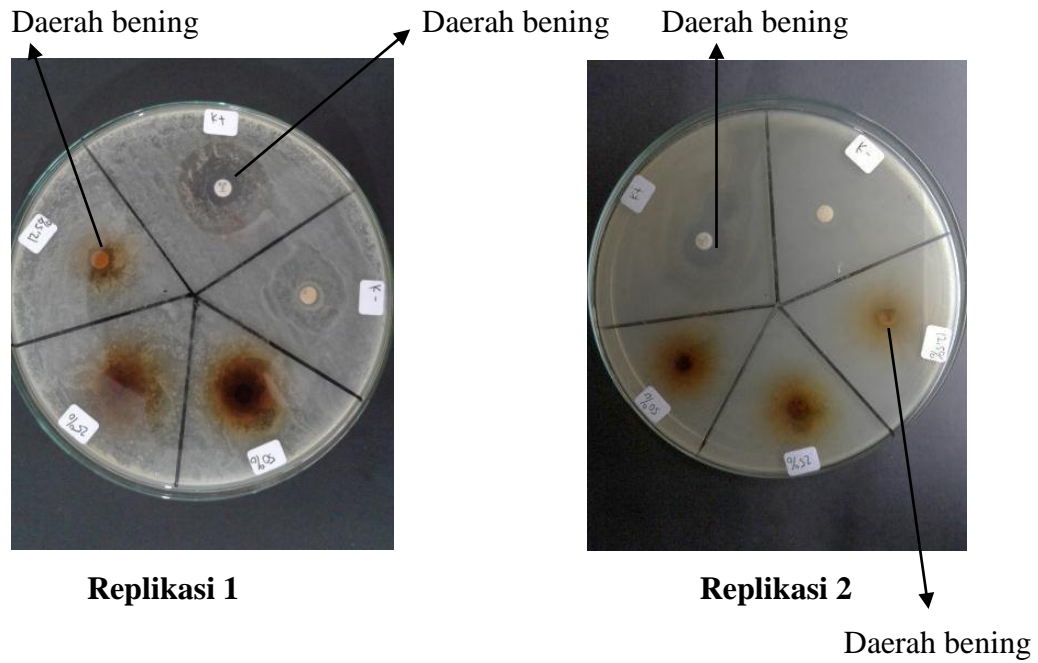 Daerah bening
Daerah bening
Daerah bening
K+
K-
12,5%
25%
50%
K+
K-
12,5%
50%
25%
Replikasi 1
Replikasi 2
Daerah bening